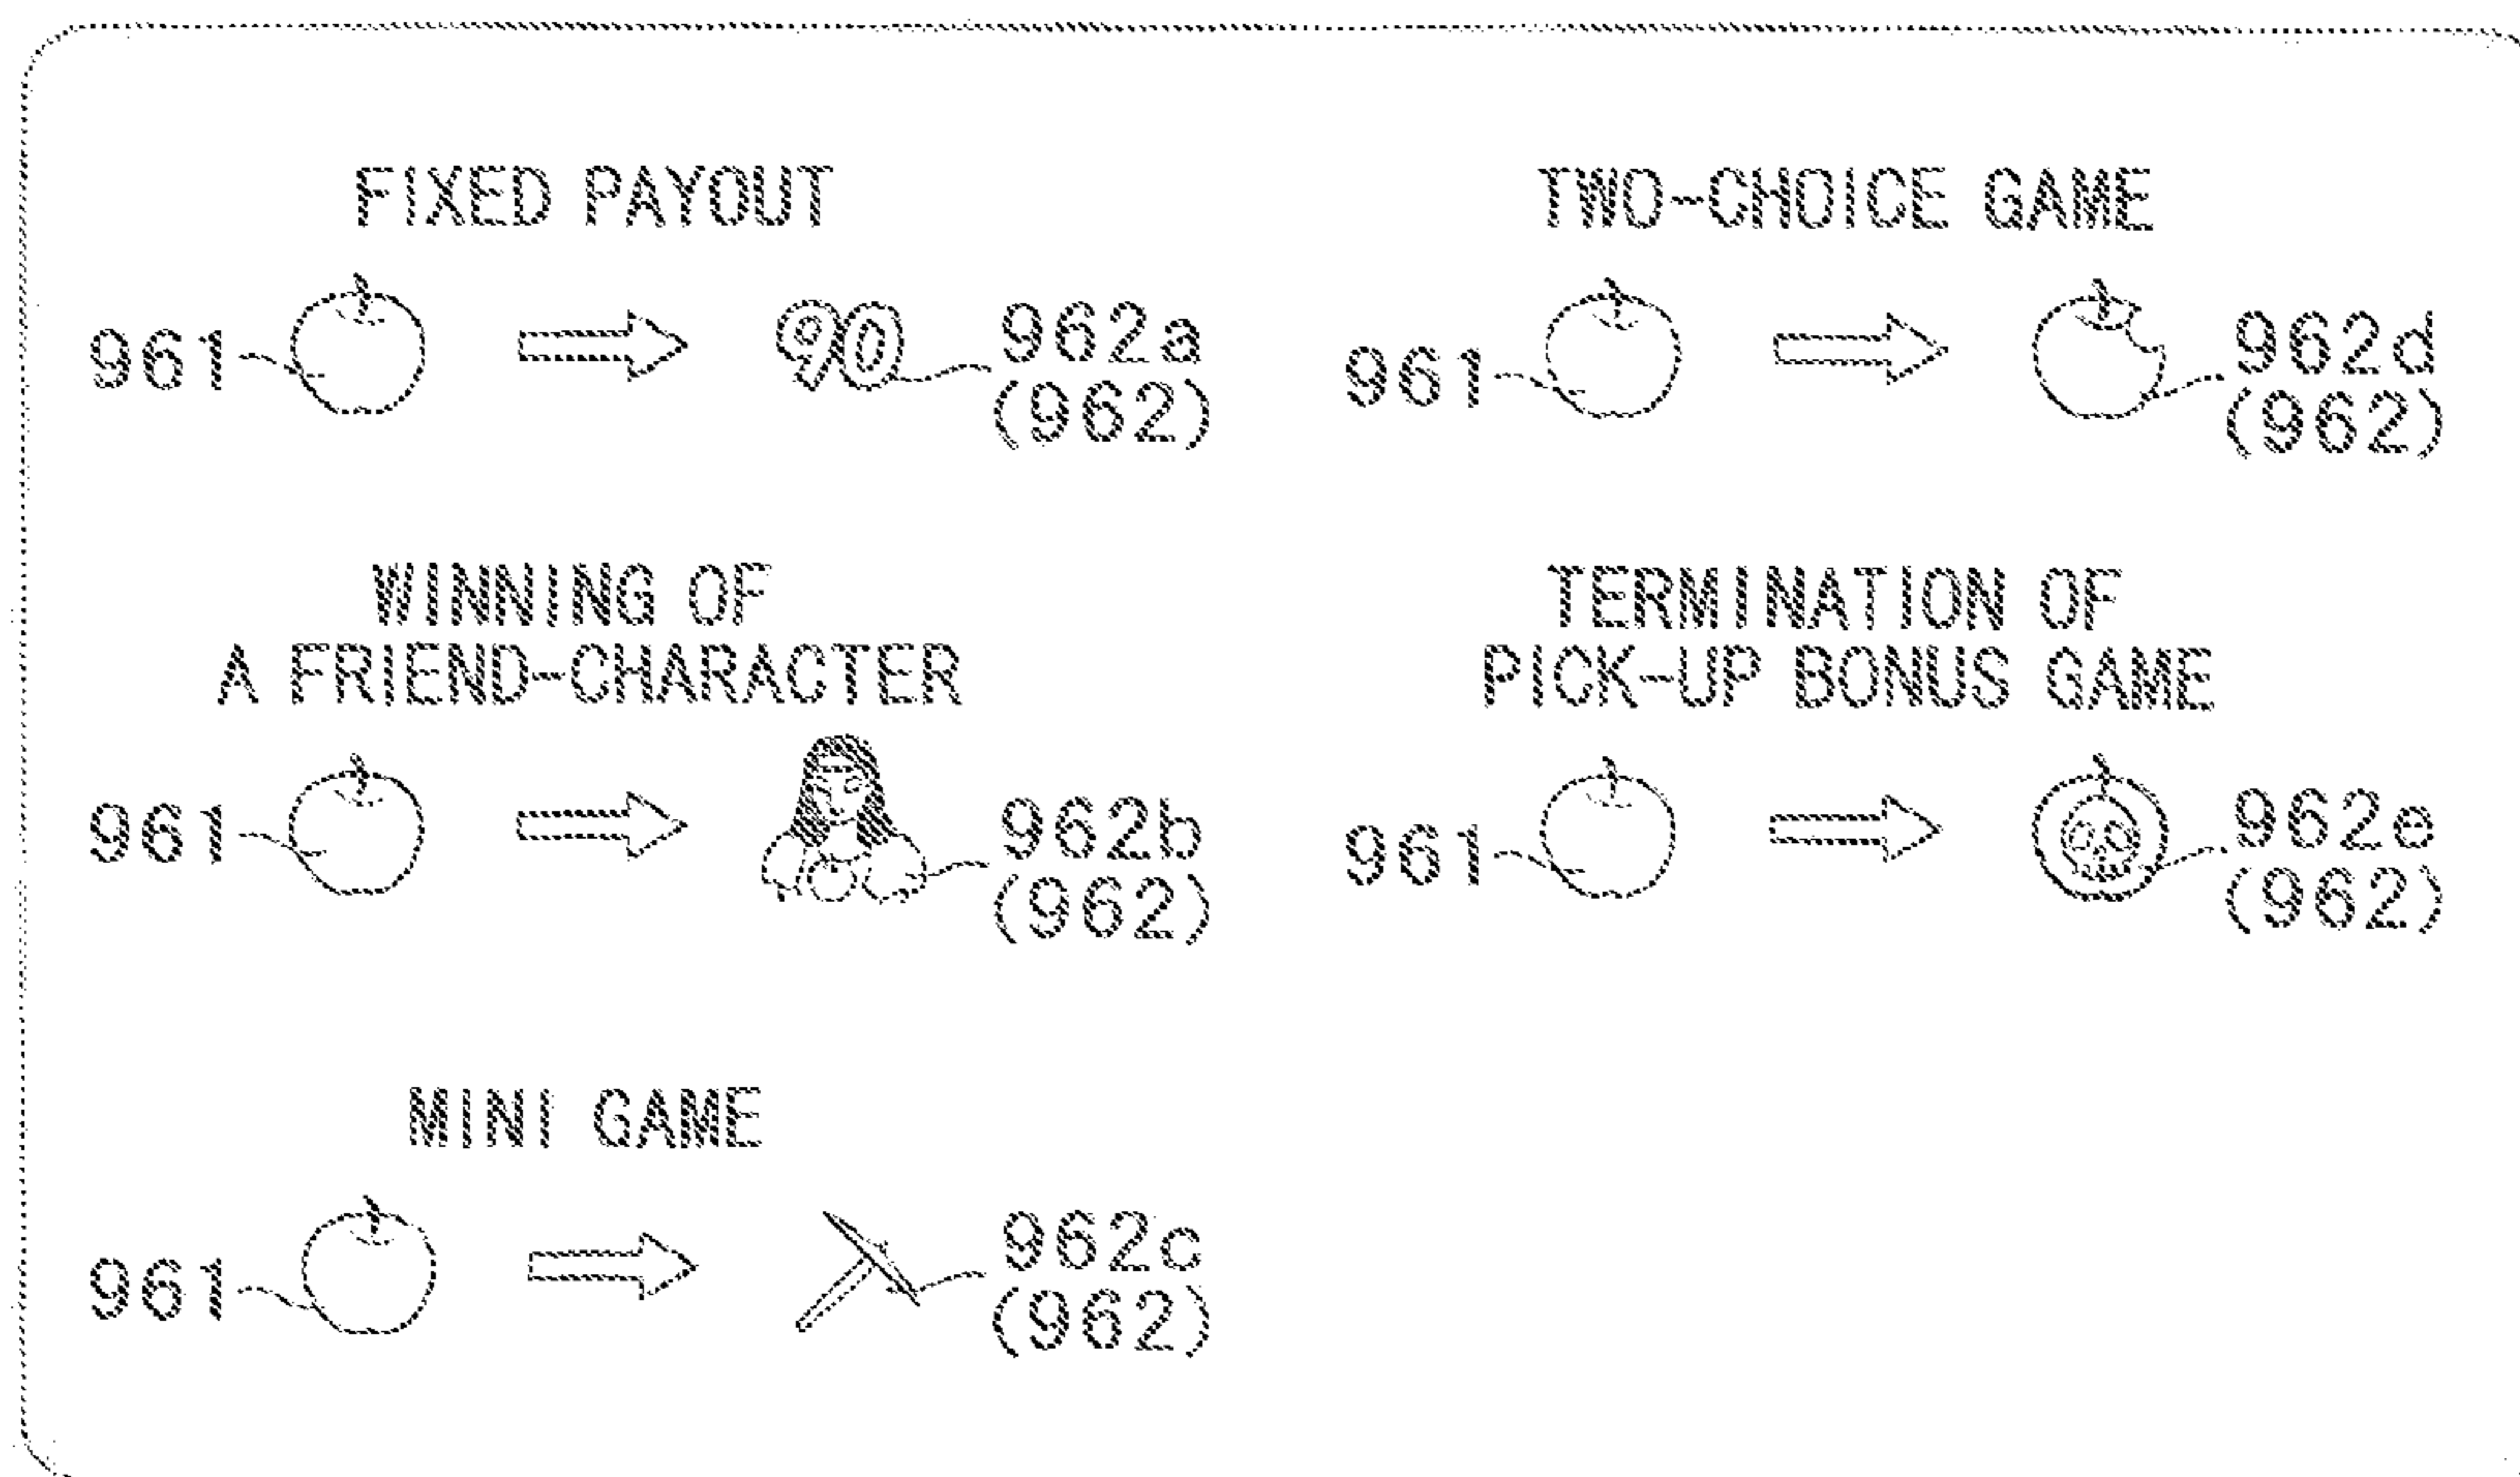 FIXED PAYOUT
961
90
962a
(962)
TWO-CHOICE GAME
961
962d
(962)
WINNING OF
A FRIEND-CHARACTER
961
962b
(962)
TERMINATION OF
PICK-UP BONUS GAME
961
962e
(962)
MINI GAME
961
962c
(962)